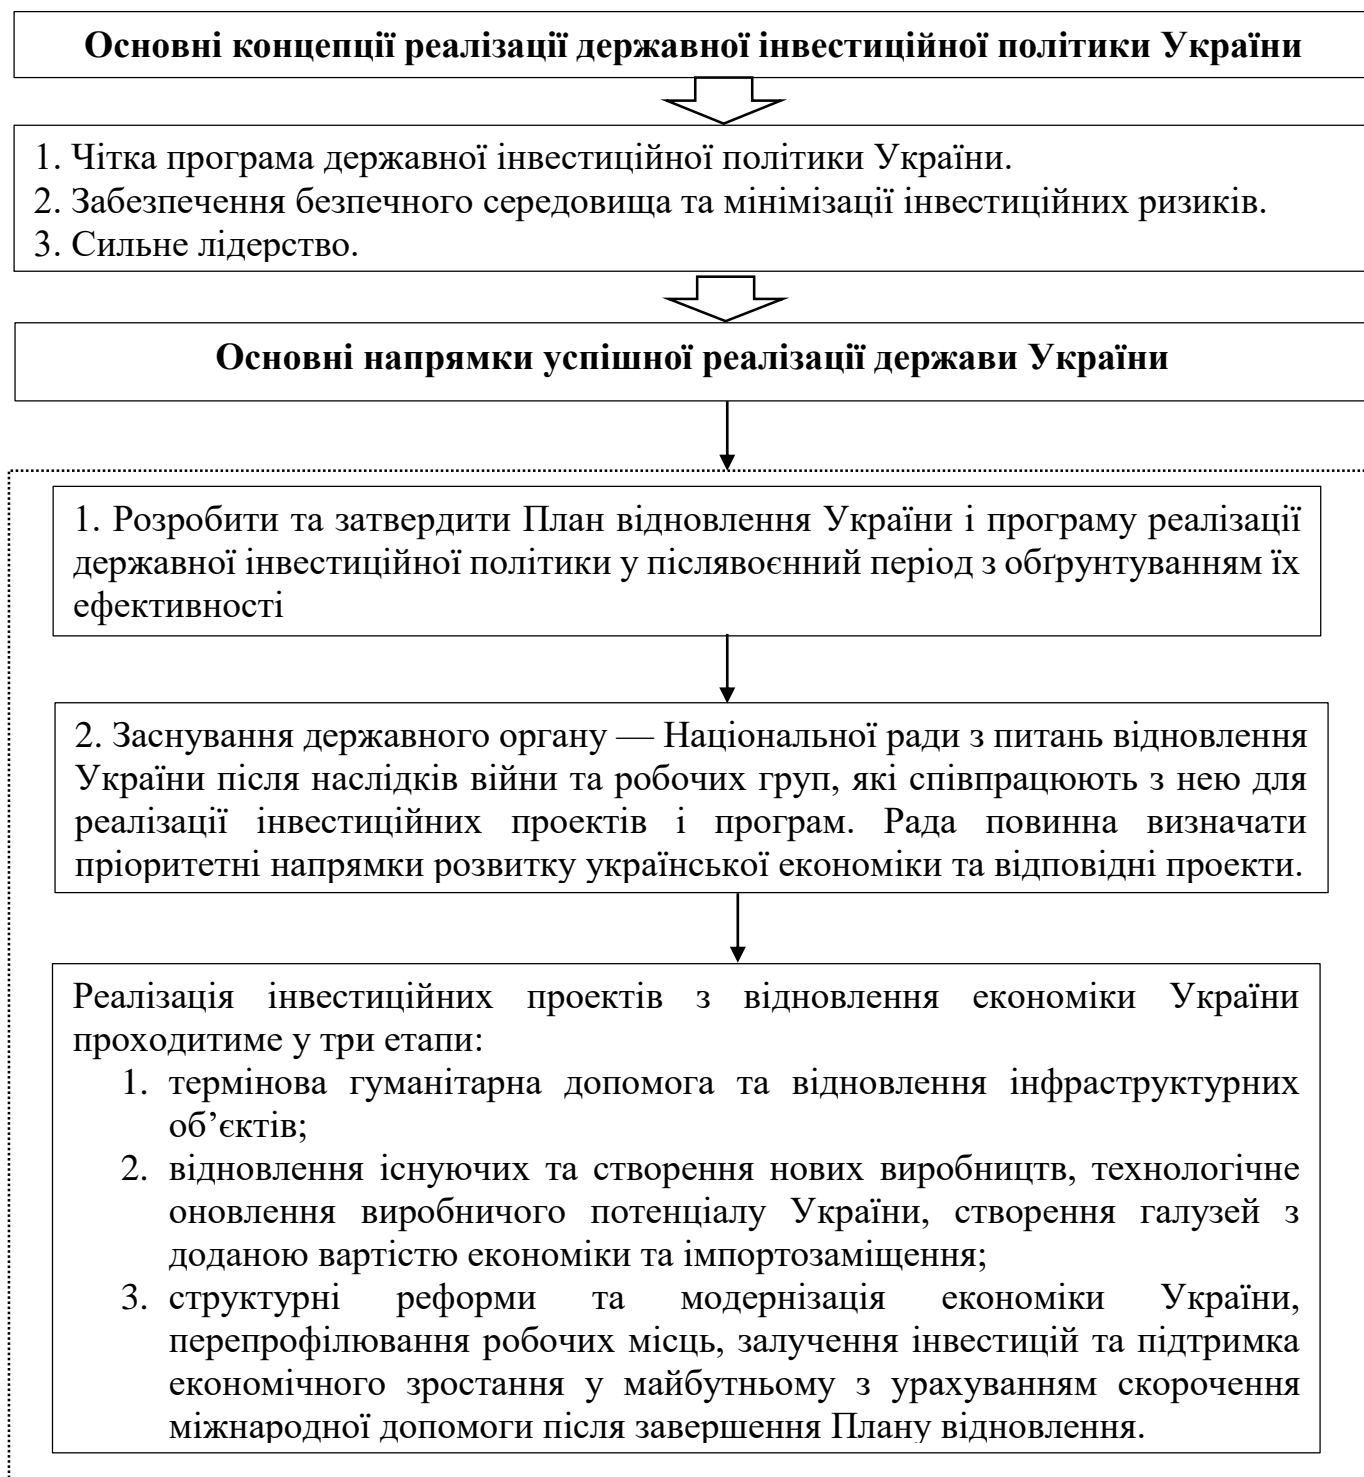 Основні концепції реалізації державної інвестиційної політики України
1. Чітка програма державної інвестиційної політики України.
2. Забезпечення безпечного середовища та мінімізації інвестиційних ризиків.
3. Сильне лідерство.
Основні напрямки успішної реалізації держави України
1. Розробити та затвердити План відновлення України і програму реалізації
державної інвестиційної політики у післявоєнний період з обґрунтуванням їх
ефективності
2. Заснування державного органу — Національної ради з питань відновлення
України після наслідків війни та робочих груп, які співпрацюють з нею для
реалізації інвестиційних проектів і програм. Рада повинна визначати
пріоритетні напрямки розвитку української економіки та відповідні проекти.
Реалізація інвестиційних проектів з відновлення економіки України
проходитиме у три етапи:
1. термінова гуманітарна допомога та відновлення інфраструктурних
об’єктів;
2. відновлення існуючих та створення нових виробництв, технологічне
оновлення виробничого потенціалу України, створення галузей з
доданою вартістю економіки та імпортозаміщення;
3. структурні реформи та модернізація економіки України,
перепрофілювання робочих місць, залучення інвестицій та підтримка
економічного зростання у майбутньому з урахуванням скорочення
міжнародної допомоги після завершення Плану відновлення.